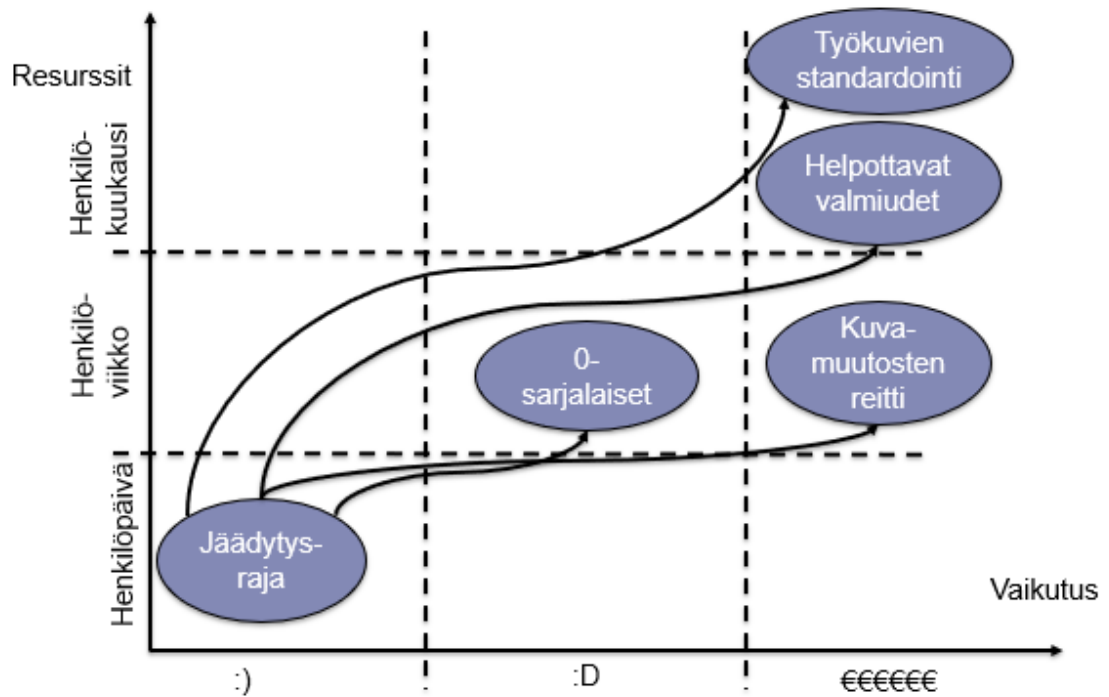 Työkuvien
standardointi
Resurssit
Henkilö-
kuukausi
Helpottavat
valmiudet
Henkilö-
viikko
0-
sarjalaiset
Kuva-
muutosten
reitti
Henkilöpäivä
Jäädytys-
raja
Vaikutus
:)
:D
€€€€€€